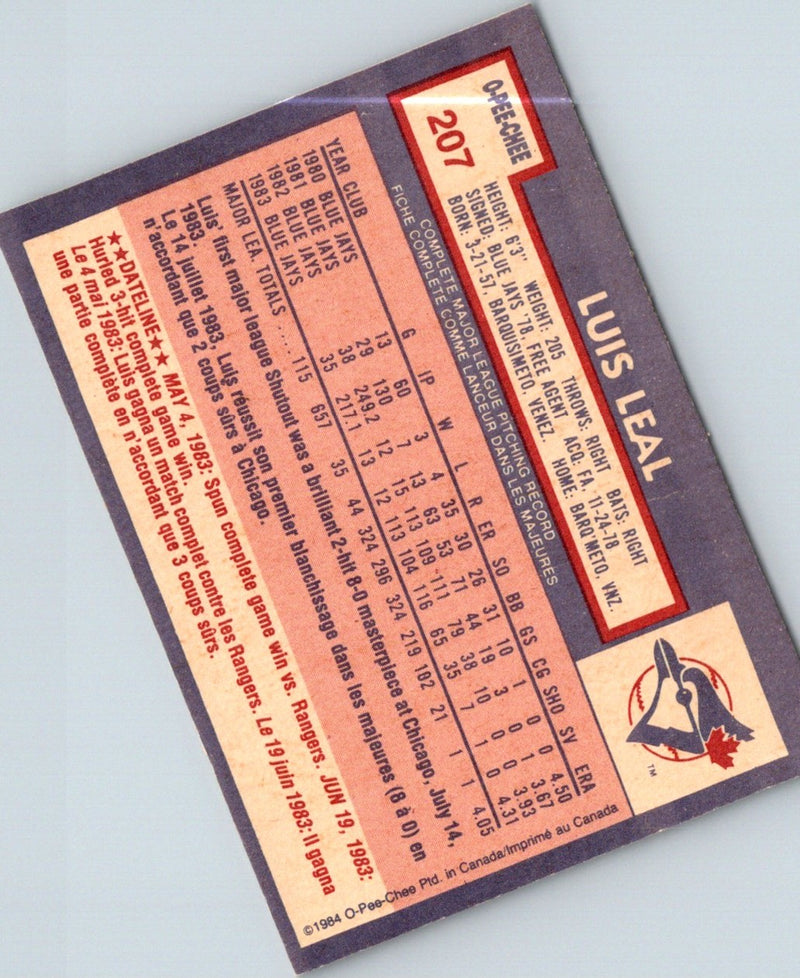 O-PEE-CHEE
207
LUIS LEAL
HEIGHT: 6'3" WEIGHT: 205 THROWS: RIGHT BATS: RIGHT
SIGNED: BLUE JAYS '78, FREE AGENT ACQ: FA, 11-24-78
BORN: 3-21-57, BARQUISIMETO, VENEZ. HOME: BARQ'METO, VNZ.
COMPLETE MAJOR LEAGUE PITCHING RECORD
FICHE COMPLETE COMME LANCEUR DANS LES MAJEURES
YEAR CLUB G IP W L R ER SO BB GS CG SHO SV ERA
1980 BLUE JAYS 13 60 3 4 35 30 26 31 10 1 0 0 4.50
1981 BLUE JAYS 29 130 7 13 63 53 71 44 19 3 0 1 3.67
1982 BLUE JAYS 38 249.2 12 15 113 109 111 79 38 10 0 0 3.93
1983 BLUE JAYS 35 217.1 13 12 113 104 116 65 35 7 1 0 4.31
MAJOR LEA. TOTALS .... 115 657 35 44 324 296 324 219 102 21 1 1 4.05
Luis' first major league Shutout was a brilliant 2-hit 8-0 masterpiece at Chicago, July 14,
1983.
Le 14 juillet 1983, Luis réussit son premier blanchissage dans les majeures (8 à 0) en
n'accordant que 2 coups sûrs à Chicago.
★★DATELINE★★ MAY 4, 1983: Spun complete game win vs. Rangers. JUN 19, 1983:
Hurled 3-hit complete game win.
Le 4 mai 1983: Luis gagna un match complet contre les Rangers. Le 19 juin 1983: Il gagna
une partie complète en n'accordant que 3 coups sûrs.
TM
©1984 O-Pee-Chee Ptd. in Canada/Imprimé au Canada